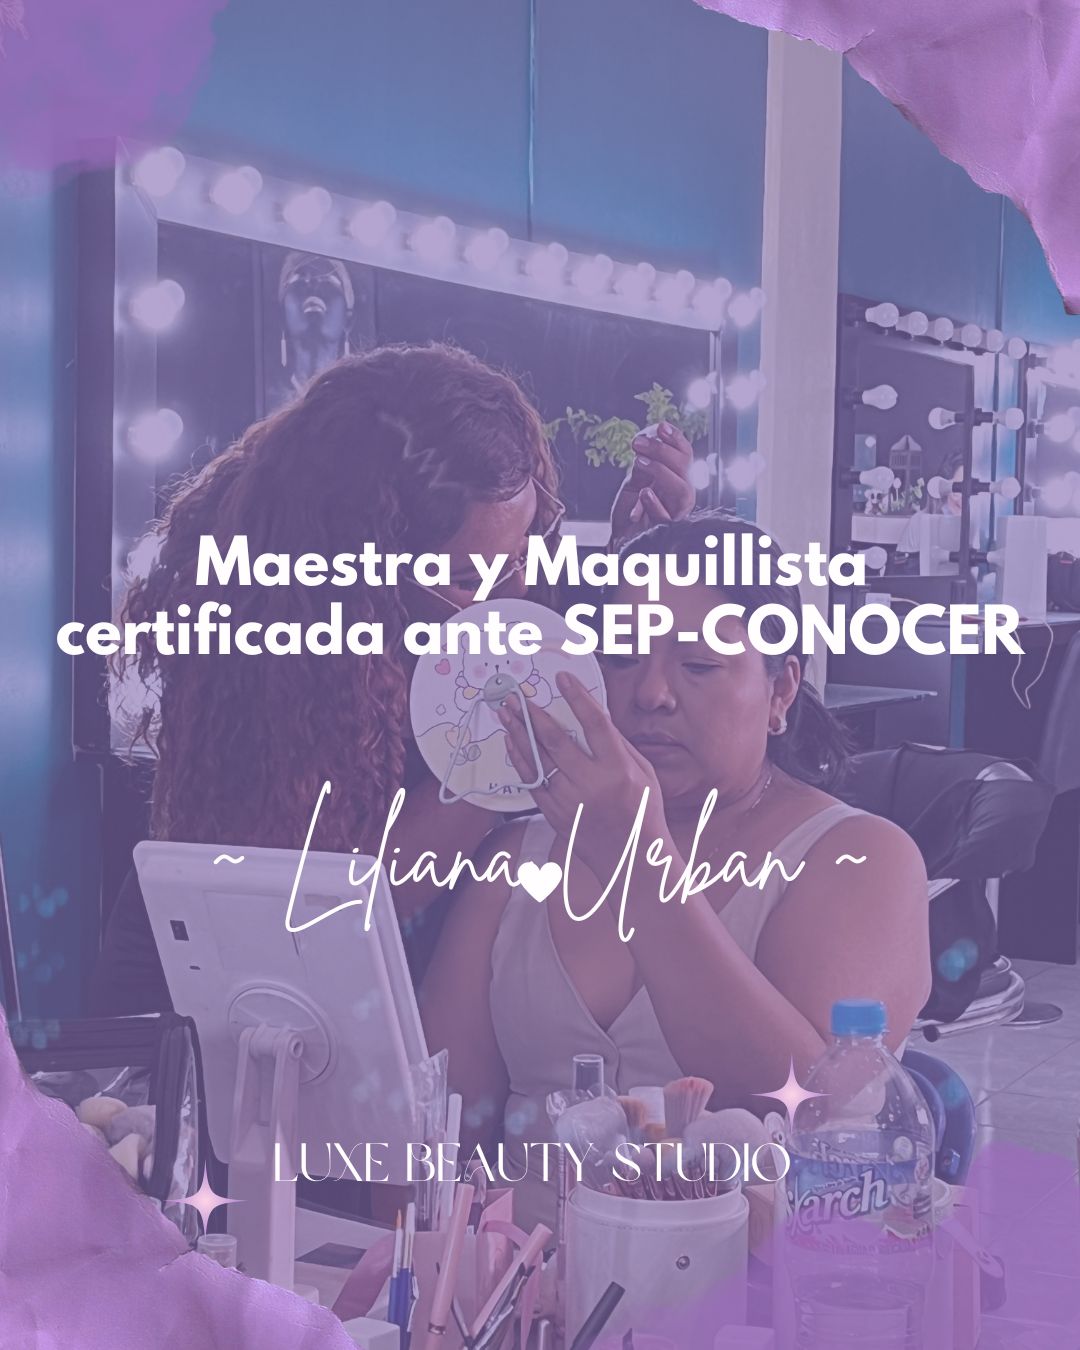 Maestra y Maquillista
certificada ante SEP-CONOCER
~ Liliana Urban ~
LUXE BEAUTY STUDIO